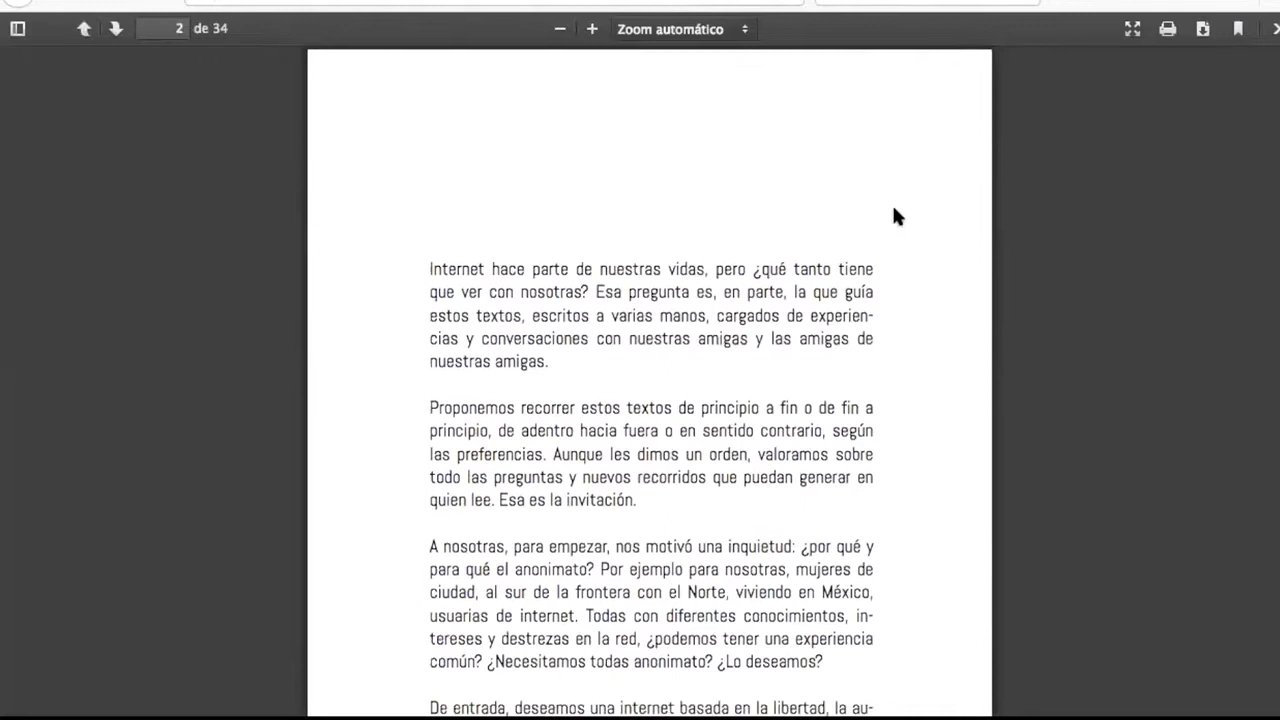 2 de 34
Zoom automático
Internet hace parte de nuestras vidas, pero ¿qué tanto tiene
que ver con nosotras? Esa pregunta es, en parte, la que guía
estos textos, escritos a varias manos, cargados de experien-
cias y conversaciones con nuestras amigas y las amigas de
nuestras amigas.
Proponemos recorrer estos textos de principio a fin o de fin a
principio, de adentro hacia fuera o en sentido contrario, según
las preferencias. Aunque les dimos un orden, valoramos sobre
todo las preguntas y nuevos recorridos que puedan generar en
quien lee. Esa es la invitación.
A nosotras, para empezar, nos motivó una inquietud: ¿por qué y
para qué el anonimato? Por ejemplo para nosotras, mujeres de
ciudad, al sur de la frontera con el Norte, viviendo en México,
usuarias de internet. Todas con diferentes conocimientos, in-
tereses y destrezas en la red, ¿podemos tener una experiencia
común? ¿Necesitamos todas anonimato? ¿Lo deseamos?
De entrada, deseamos una internet basada en la libertad, la au-